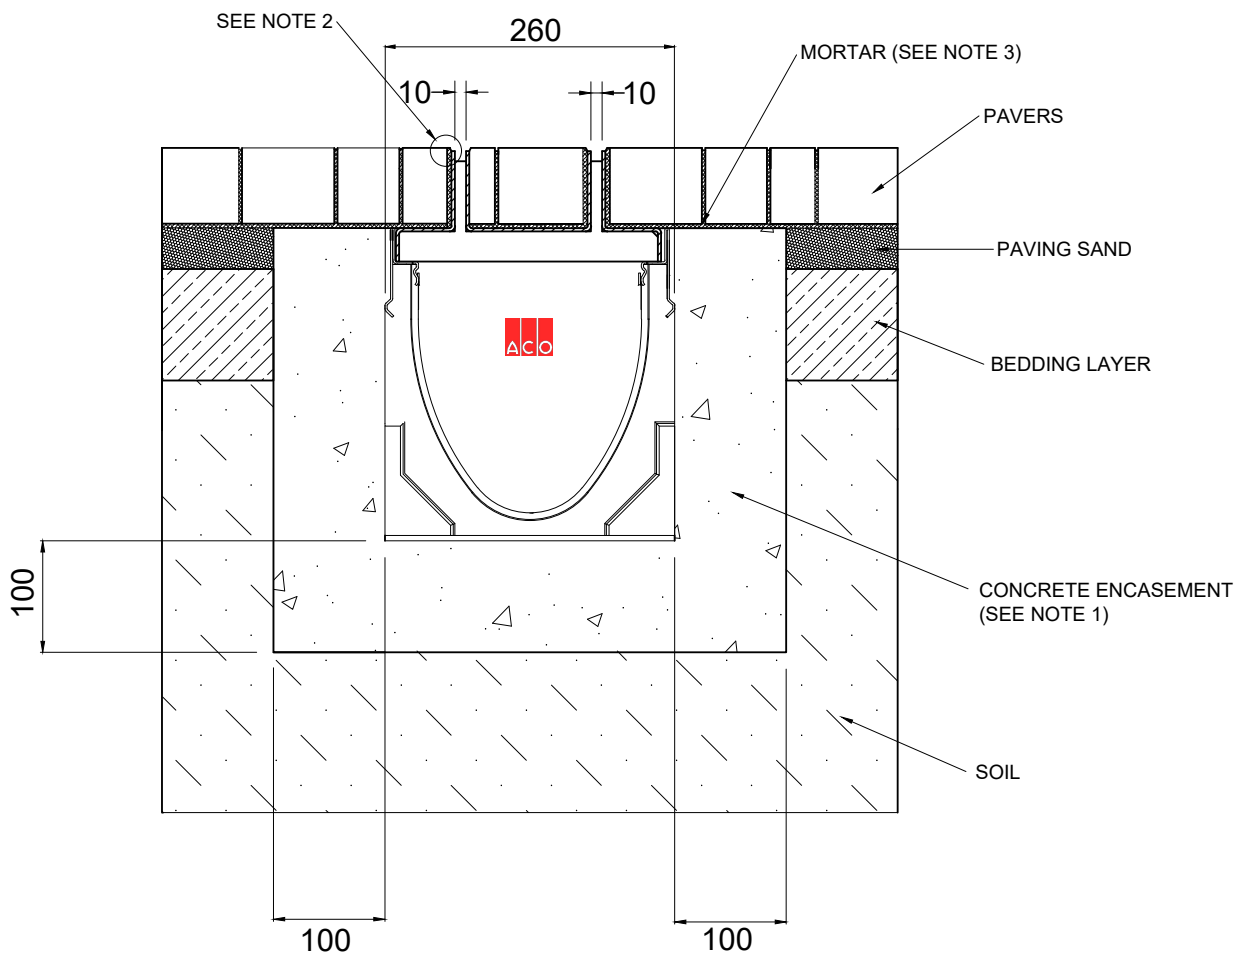 SEE NOTE 2
260
MORTAR (SEE NOTE 3)
10
10
PAVERS
PAVING SAND
ACO
BEDDING LAYER
100
CONCRETE ENCASEMENT
(SEE NOTE 1)
SOIL
100
100